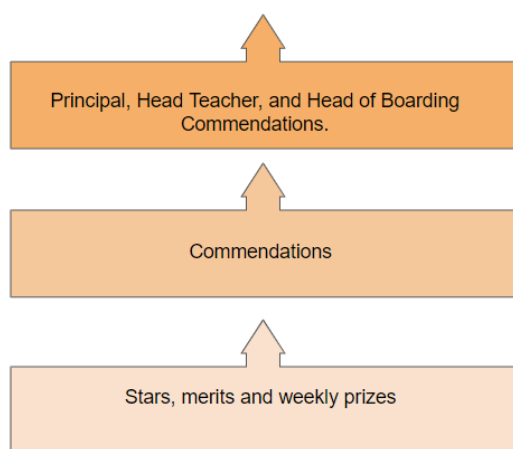 Principal, Head Teacher, and Head of Boarding
Commendations.
Commendations
Stars, merits and weekly prizes